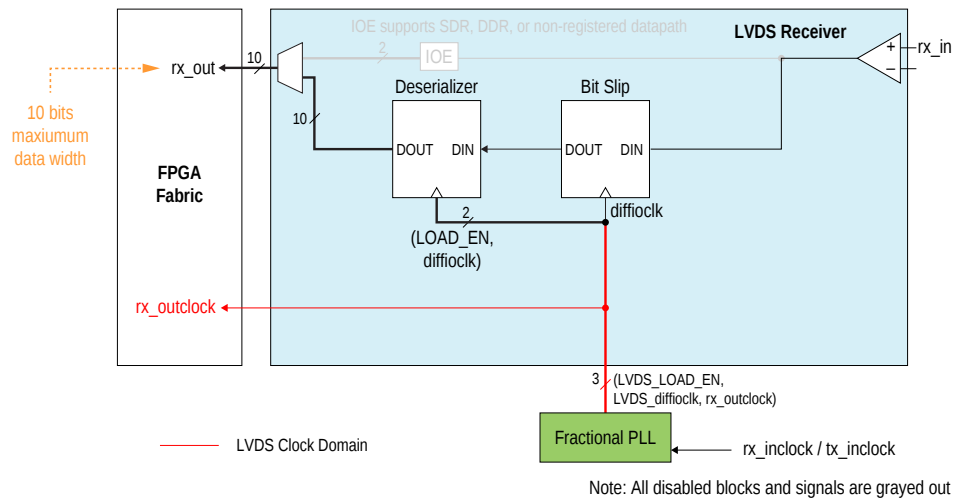 IOE supports SDR, DDR, or non-registered datapath
LVDS Receiver
2
IOE
+
–
rx_in
10
rx_out
Deserializer
Bit Slip
10 bits
maxiumum
data width
10
DOUT
DIN
DOUT
DIN
FPGA
Fabric
2
diffioclk
(LOAD_EN,
diffioclk)
rx_outclock
3
(LVDS_LOAD_EN,
LVDS_diffioclk, rx_outclock)
LVDS Clock Domain
Fractional PLL
rx_inclock / tx_inclock
Note: All disabled blocks and signals are grayed out